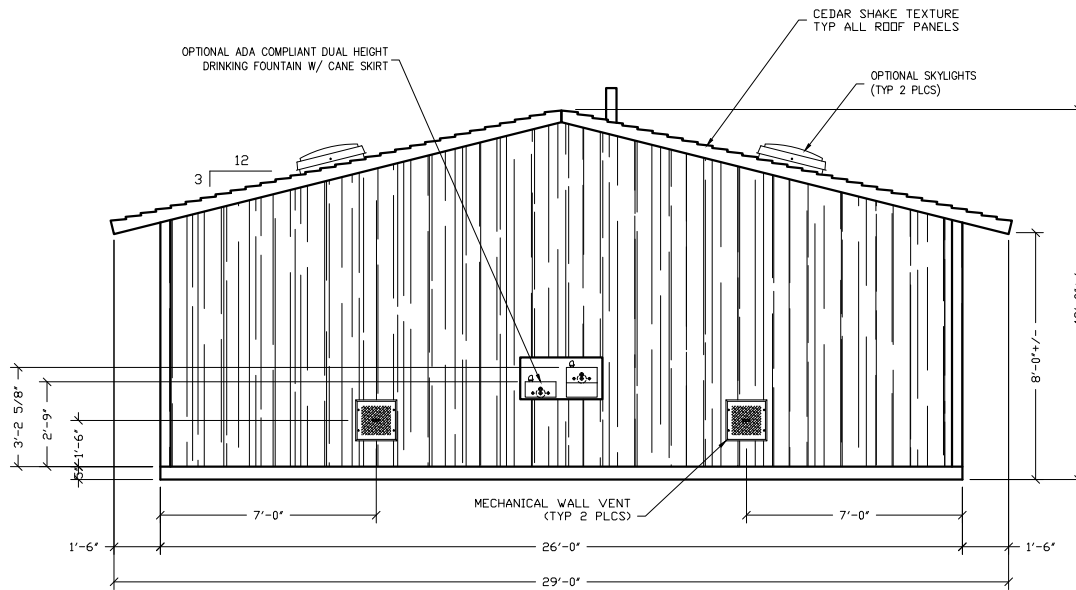 CEDAR SHAKE TEXTURE
TYP ALL ROOF PANELS
OPTIONAL ADA COMPLIANT DUAL HEIGHT
DRINKING FOUNTAIN W/ CANE SKIRT
OPTIONAL SKYLIGHTS
(TYP 2 PLCS)
12
3
8'-0"+/-
3'-2 5/8"
2'-9"
1'-6"
5"
MECHANICAL WALL VENT
(TYP 2 PLCS)
7'-0"
7'-0"
1'-6"
26'-0"
1'-6"
29'-0"